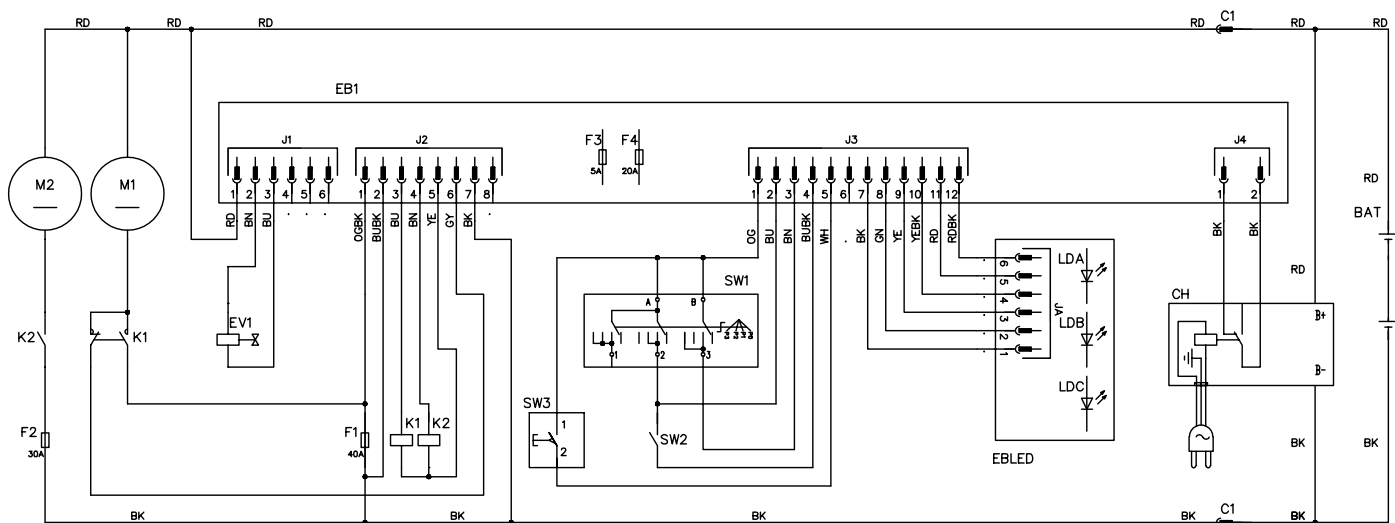 RD RD RD RD C1 RD RD
EB1
J1 J2 F3 F4 J3 J4
5A 20A
M2 M1
1 2 3 4 5 6 1 2 3 4 5 6 7 8 1 2 3 4 5 6 7 8 9 10 11 12 1 2
RD
RD BN BU . . . OGBK BUBK BU BN YE GY BK . OG BU BN BUBK WH . BK GN YE YEBK RD RDBK BK BK
BAT
LDA
6 5 4 3 2 1
JA
SW1
RD
A B
CH
EV1
B+
K2 K1
LDB
1 2 3
B-
LDC
SW3
1
K1 K2
F2 F1 SW2
30A 40A
2
BK BK
EBLED
BK BK BK BK C1 BK